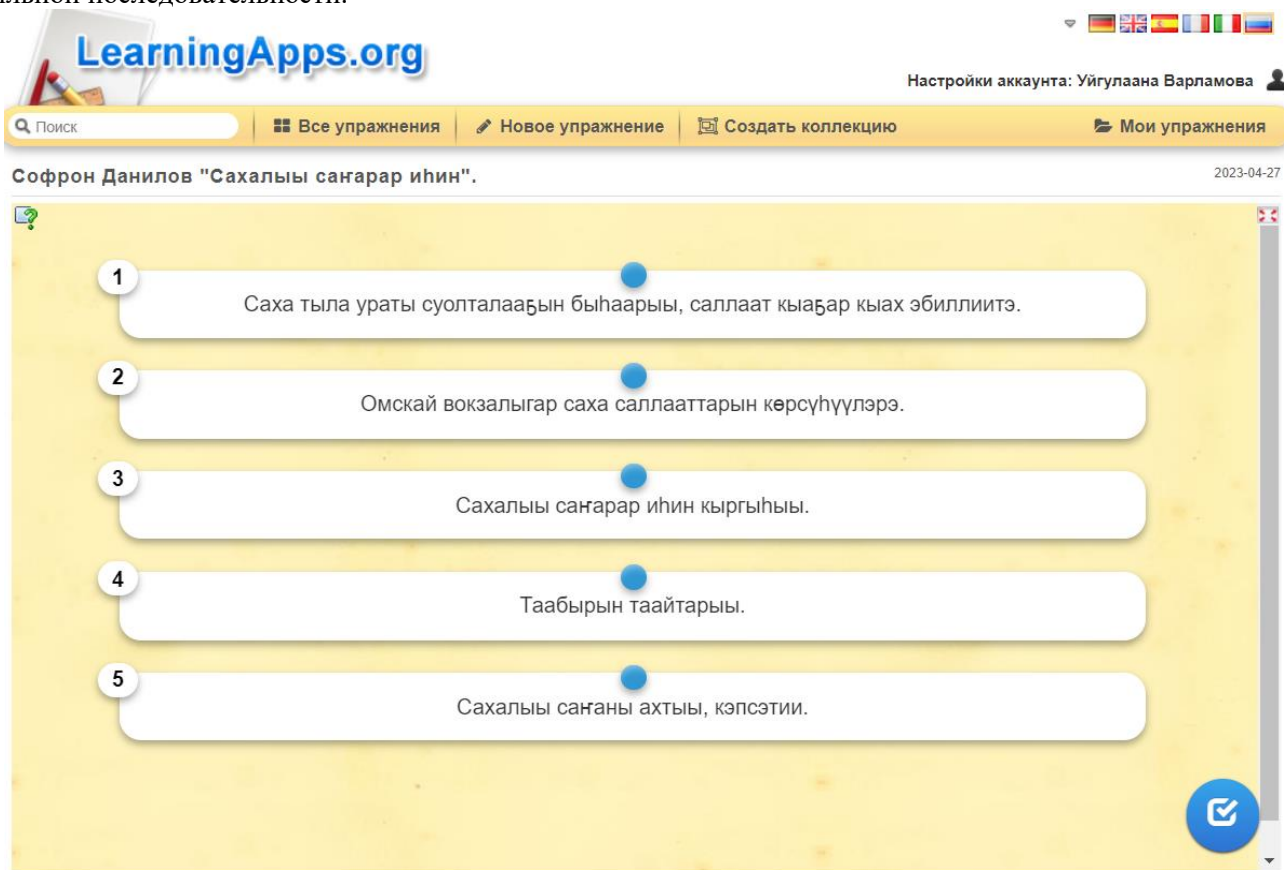 льной последовательности.
LearningApps.org
Настройки аккаунта: Уйгулаана Варламова
Поиск
Все упражнения
Новое упражнение
Создать коллекцию
Мои упражнения
Софрон Данилов "Сахалыы саҥарар иһин".
2023-04-27
1
Саха тыла ураты суолталааҕын быһаарыы, саллаат кыаҕар кыах эбиллиитэ.
2
Омскай вокзалыгар саха саллааттарын көрсүһүүлэрэ.
3
Сахалыы саҥарар иһин кыргыһыы.
4
Таабырын таайтарыы.
5
Сахалыы саҥаны ахтыы, кэпсэтии.